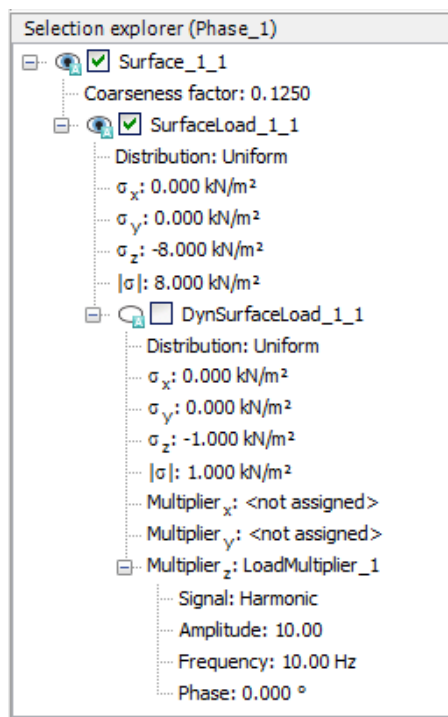 Selection explorer (Phase_1)
Surface_1_1
Coarseness factor: 0.1250
SurfaceLoad_1_1
Distribution: Uniform
σx: 0.000 kN/m²
σy: 0.000 kN/m²
σz: -8.000 kN/m²
|σ|: 8.000 kN/m²
DynSurfaceLoad_1_1
Distribution: Uniform
σx: 0.000 kN/m²
σy: 0.000 kN/m²
σz: -1.000 kN/m²
|σ|: 1.000 kN/m²
Multiplierx: <not assigned>
Multipliery: <not assigned>
Multiplierz: LoadMultiplier_1
Signal: Harmonic
Amplitude: 10.00
Frequency: 10.00 Hz
Phase: 0.000 °